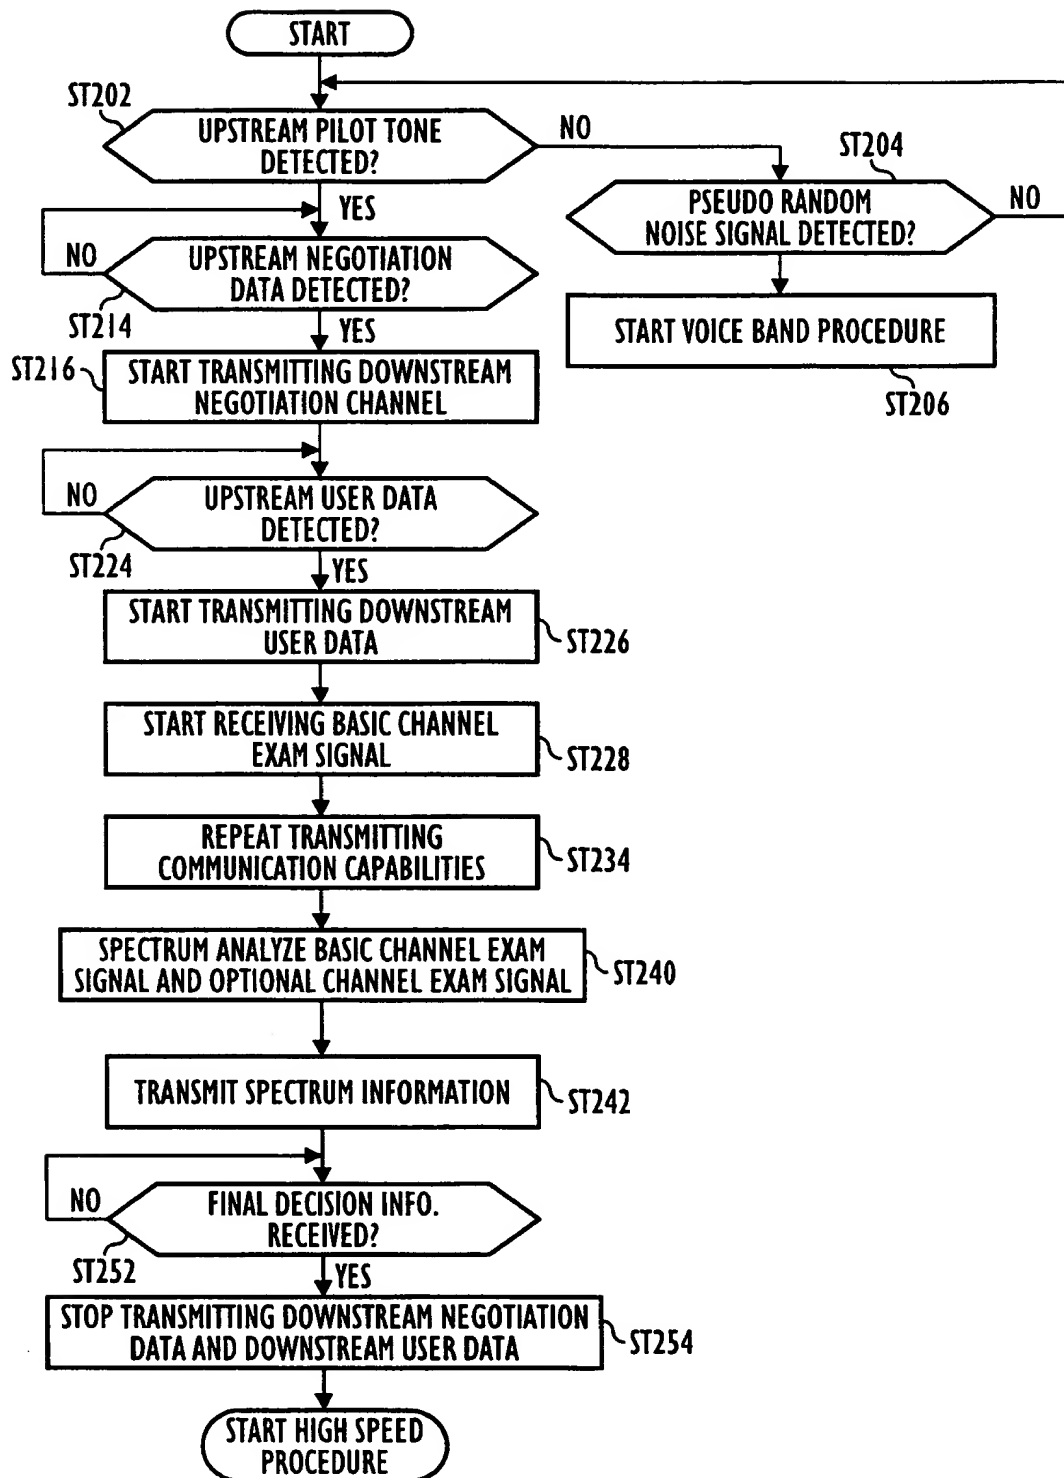 START
ST202
UPSTREAM PILOT TONE
DETECTED?
NO
ST204
PSEUDO RANDOM
NOISE SIGNAL DETECTED?
NO
YES
NO
UPSTREAM NEGOTIATION
DATA DETECTED?
ST214
YES
START VOICE BAND PROCEDURE
ST206
ST216
START TRANSMITTING DOWNSTREAM
NEGOTIATION CHANNEL
NO
UPSTREAM USER DATA
DETECTED?
ST224
YES
START TRANSMITTING DOWNSTREAM
USER DATA
ST226
START RECEIVING BASIC CHANNEL
EXAM SIGNAL
ST228
REPEAT TRANSMITTING
COMMUNICATION CAPABILITIES
ST234
SPECTRUM ANALYZE BASIC CHANNEL EXAM
SIGNAL AND OPTIONAL CHANNEL EXAM SIGNAL
ST240
TRANSMIT SPECTRUM INFORMATION
ST242
NO
FINAL DECISION INFO.
RECEIVED?
ST252
YES
STOP TRANSMITTING DOWNSTREAM NEGOTIATION
DATA AND DOWNSTREAM USER DATA
ST254
START HIGH SPEED
PROCEDURE